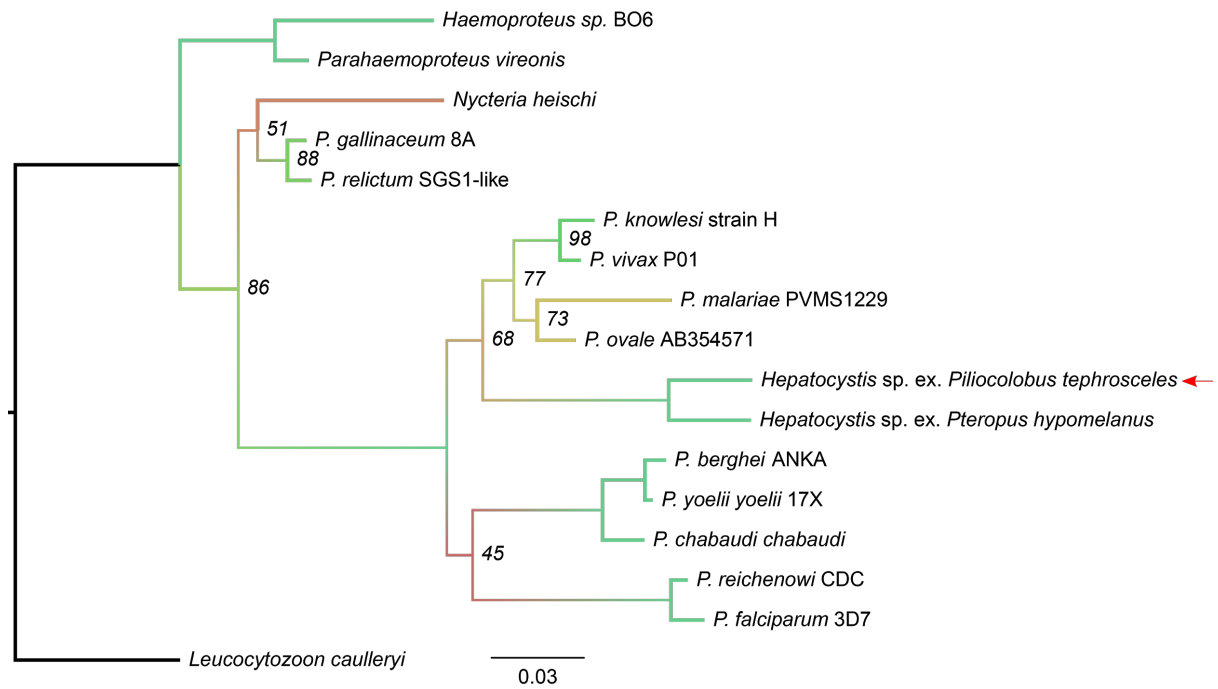 Haemoproteus sp. BO6
Parahaemoproteus vireonis
Nycteria heischi
51
P. gallinaceum 8A
88
P. relictum SGS1-like
P. knowlesi strain H
98
P. vivax P01
77
86
P. malariae PVMS1229
73
68
P. ovale AB354571
Hepatocystis sp. ex. Piliocolobus tephrosceles
Hepatocystis sp. ex. Pteropus hypomelanus
P. berghei ANKA
P. yoelii yoelii 17X
P. chabaudi chabaudi
45
P. reichenowi CDC
P. falciparum 3D7
Leucocytozoon caulleryi
0.03